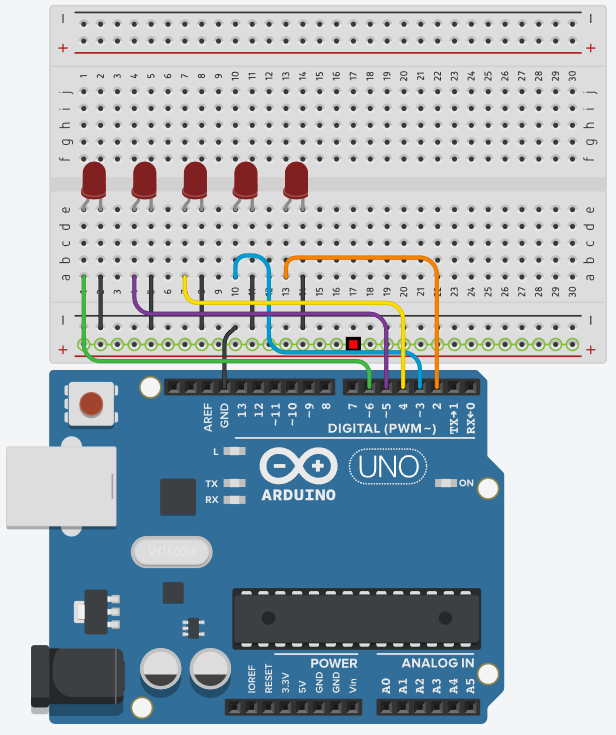 − −
+ +
1 2 3 4 5 6 7 8 9 10 11 12 13 14 15 16 17 18 19 20 21 22 23 24 25 26 27 28 29 30
j j
i i
h h
g g
f f
e e
d d
c c
b b
a a
1 2 3 4 5 6 7 8 9 10 11 12 13 14 15 16 17 18 19 20 21 22 23 24 25 26 27 28 29 30
− −
+ +
AREF GND 13 12 ~11 ~10 ~9 8 7 ~6 ~5 4 ~3 2 TX→1 RX←0
DIGITAL (PWM~)
L
TX
RX
ARDUINO
UNO
ON
SPK16.000G
POWER ANALOG IN
IOREF RESET 3.3V 5V GND GND Vin A0 A1 A2 A3 A4 A5